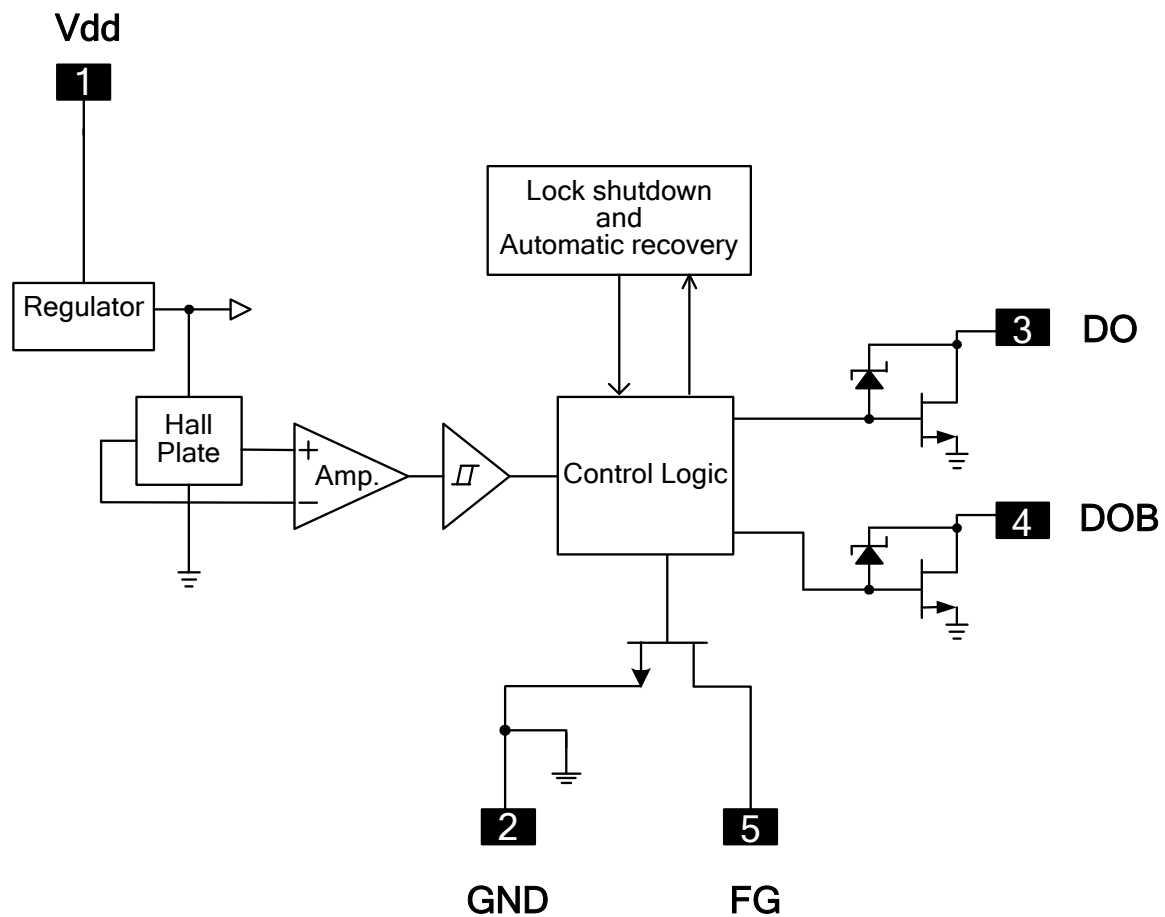 Vdd
1
Lock shutdown
and
Automatic recovery
Regulator
3 DO
Hall
Plate
+
Amp.
−
Control Logic
4 DOB
2
5
GND
FG